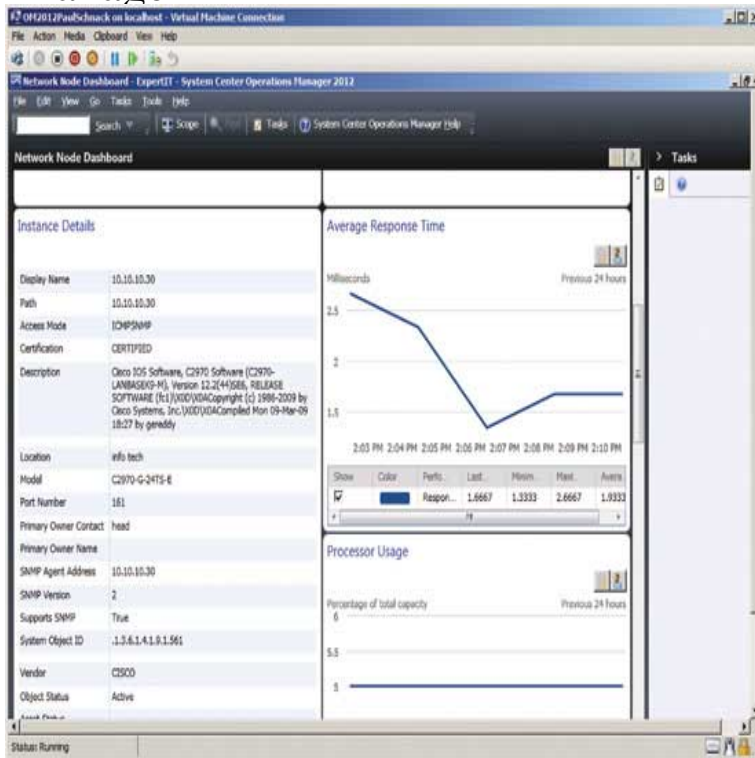 OM2012PaulSchnack on localhost - Virtual Machine Connection
File Action Media Clipboard View Help
Network Node Dashboard - ExpertIT - System Center Operations Manager 2012
File Edit View Go Tasks Tools Help
Search
Scope
Tasks
System Center Operations Manager Help
Network Node Dashboard
Tasks
Instance Details
Display Name 10.10.10.30
Path 10.10.10.30
Access Mode ICMPSNMP
Certification CERTIFIED
Description Cisco IOS Software, C2970 Software (C2970-
LANBASEK9-M), Version 12.2(44)SE6, RELEASE
SOFTWARE (fc1)\X0D\X0ACopyright (c) 1986-2009 by
Cisco Systems, Inc.\X0D\X0ACompiled Mon 09-Mar-09
18:27 by gereddy
Location info tech
Model C2970-G-24TS-E
Port Number 161
Primary Owner Contact head
Primary Owner Name
SNMP Agent Address 10.10.10.30
SNMP Version 2
Supports SNMP True
System Object ID .1.3.6.1.4.1.9.1.561
Vendor CISCO
Object Status Active
Average Response Time
Milliseconds Previous 24 hours
2.5
2
1.5
2:03 PM 2:04 PM 2:05 PM 2:06 PM 2:07 PM 2:08 PM 2:09 PM 2:10 PM
Show Color Perfo... Last... Minim... Maxi... Avera
Respon... 1.6667 1.3333 2.6667 1.9333
Processor Usage
Percentage of total capacity Previous 24 hours
6
5.5
5
Status: Running